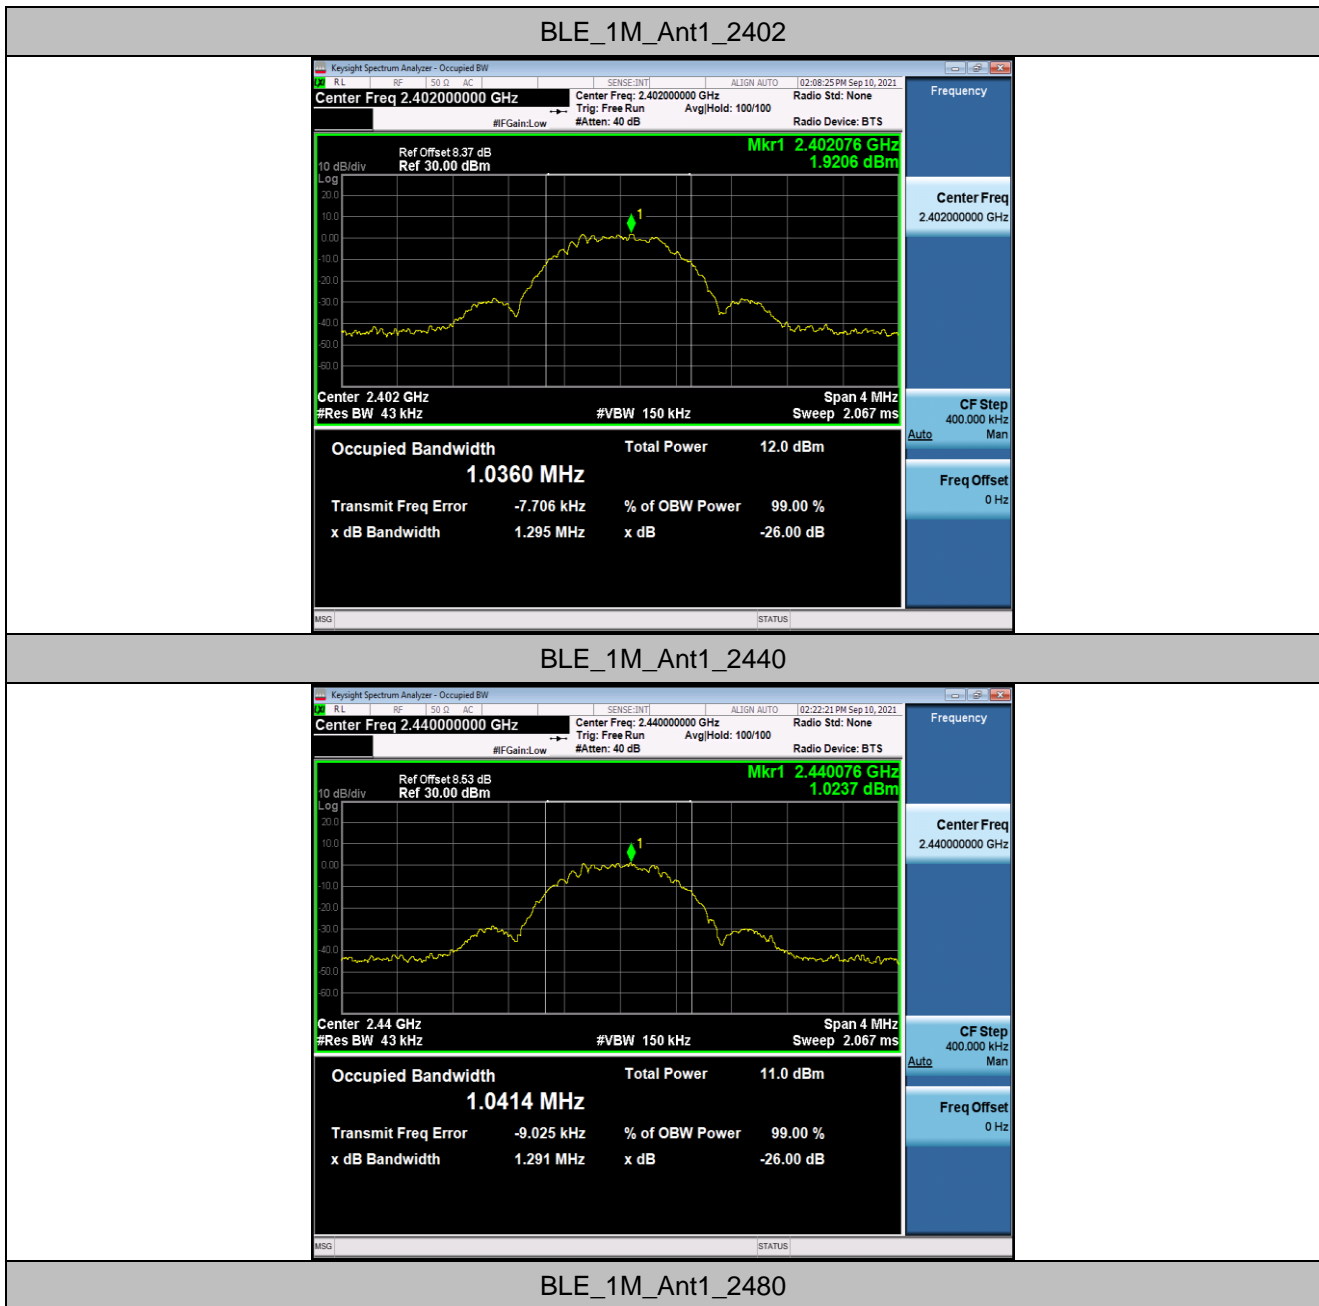 BLE_1M_Ant1_2402
Keysight Spectrum Analyzer - Occupied BW
RL RF 50 Ω AC SENSE:INT ALIGN AUTO 02:08:25 PM Sep 10, 2021
Center Freq 2.402000000 GHz
Center Freq: 2.402000000 GHz Radio Std: None
Trig: Free Run Avg|Hold: 100/100
#IFGain:Low #Atten: 40 dB Radio Device: BTS
Frequency
Mkr1 2.402076 GHz
1.9206 dBm
Ref Offset 8.37 dB
10 dB/div Ref 30.00 dBm
Log
20.0
10.0
0.00
-10.0
-20.0
-30.0
-40.0
-50.0
-60.0
1
Center 2.402 GHz Span 4 MHz
#Res BW 43 kHz #VBW 150 kHz Sweep 2.067 ms
Center Freq
2.402000000 GHz
CF Step
400.000 kHz
Auto Man
Freq Offset
0 Hz
Occupied Bandwidth Total Power 12.0 dBm
1.0360 MHz
Transmit Freq Error -7.706 kHz % of OBW Power 99.00 %
x dB Bandwidth 1.295 MHz x dB -26.00 dB
MSG STATUS
BLE_1M_Ant1_2440
Keysight Spectrum Analyzer - Occupied BW
RL RF 50 Ω AC SENSE:INT ALIGN AUTO 02:22:21 PM Sep 10, 2021
Center Freq 2.440000000 GHz
Center Freq: 2.440000000 GHz Radio Std: None
Trig: Free Run Avg|Hold: 100/100
#IFGain:Low #Atten: 40 dB Radio Device: BTS
Frequency
Mkr1 2.440076 GHz
1.0237 dBm
Ref Offset 8.53 dB
10 dB/div Ref 30.00 dBm
Log
20.0
10.0
0.00
-10.0
-20.0
-30.0
-40.0
-50.0
-60.0
1
Center 2.44 GHz Span 4 MHz
#Res BW 43 kHz #VBW 150 kHz Sweep 2.067 ms
Center Freq
2.440000000 GHz
CF Step
400.000 kHz
Auto Man
Freq Offset
0 Hz
Occupied Bandwidth Total Power 11.0 dBm
1.0414 MHz
Transmit Freq Error -9.025 kHz % of OBW Power 99.00 %
x dB Bandwidth 1.291 MHz x dB -26.00 dB
MSG STATUS
BLE_1M_Ant1_2480